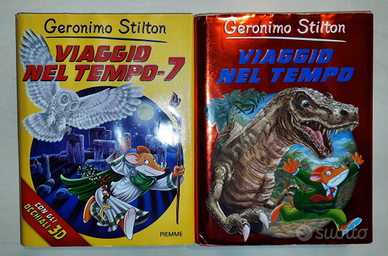 Geronimo Stilton
VIAGGIO
NEL TEMPO-7
CON GLI
OCCHIALI 3D
PIEMME
Geronimo Stilton
VIAGGIO
NEL TEMPO
subito